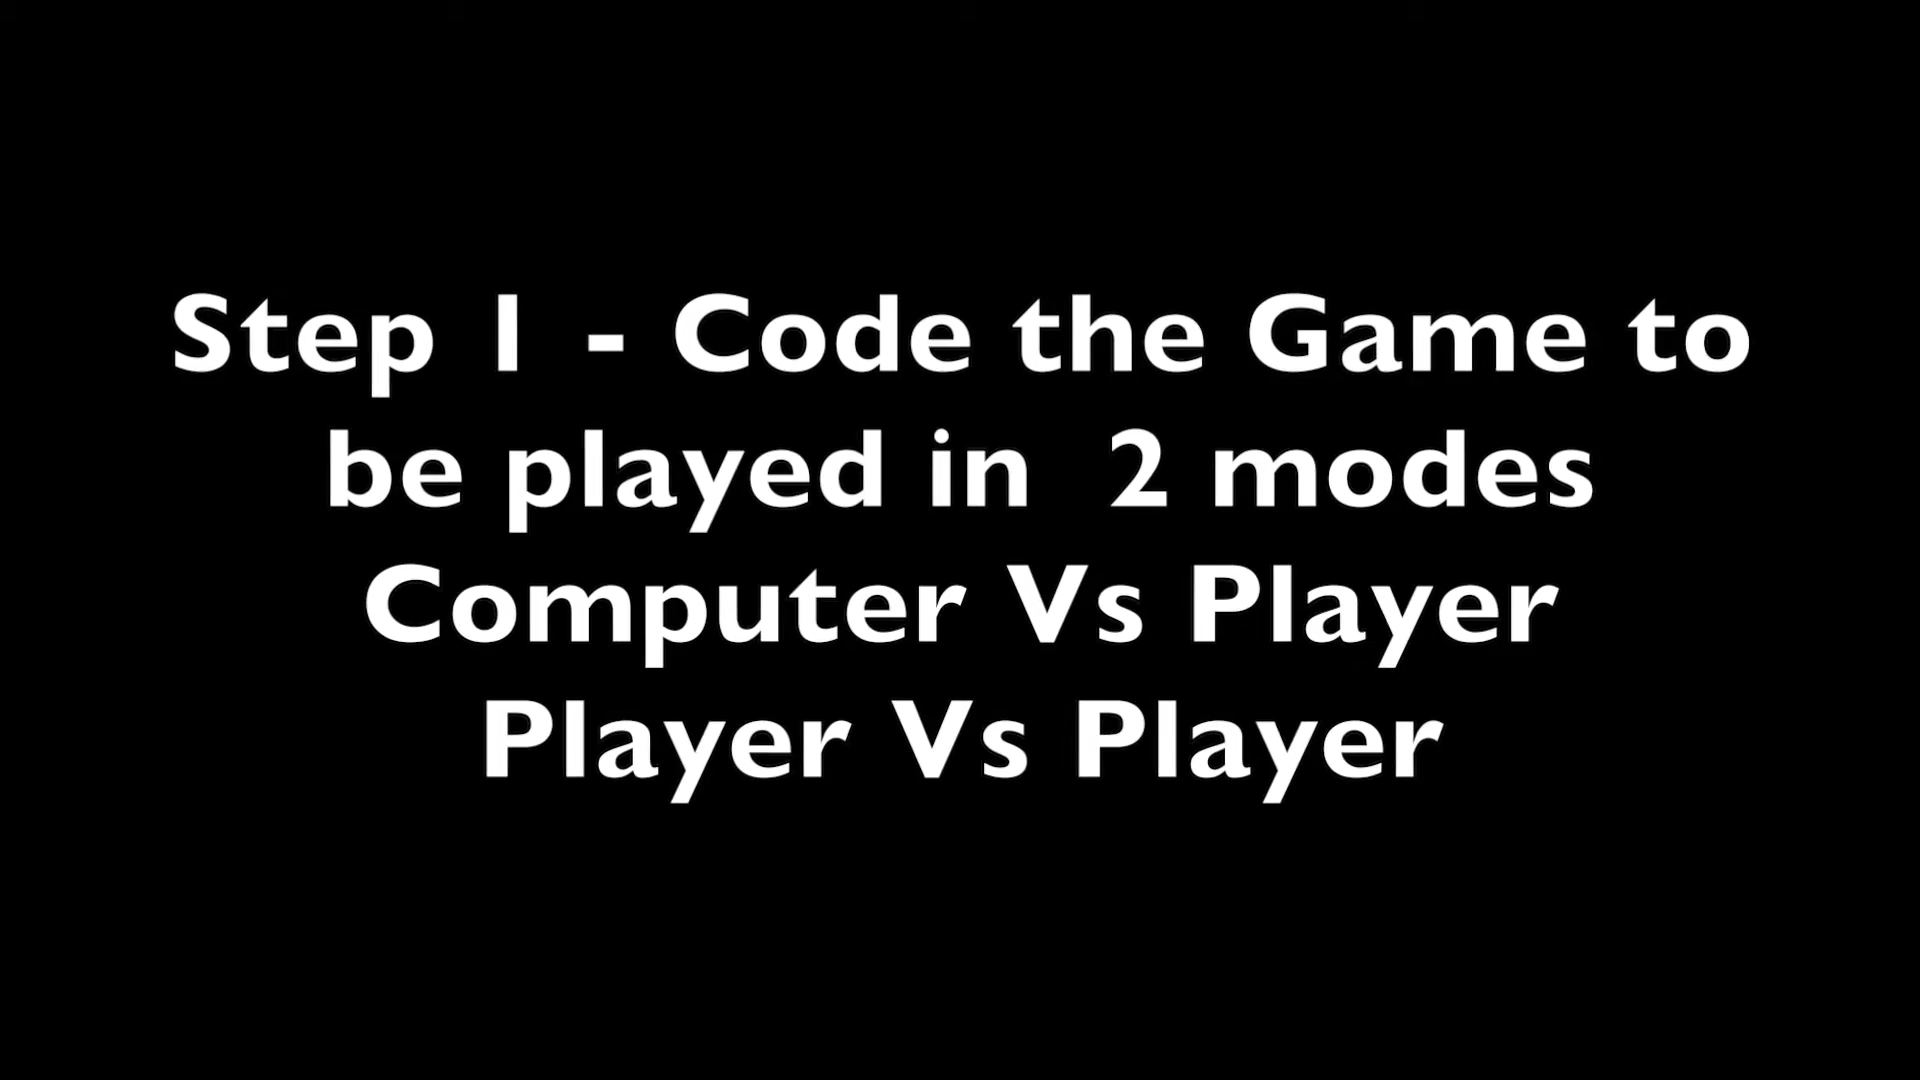 Step 1 - Code the Game to
be played in  2 modes
Computer Vs Player
Player Vs Player